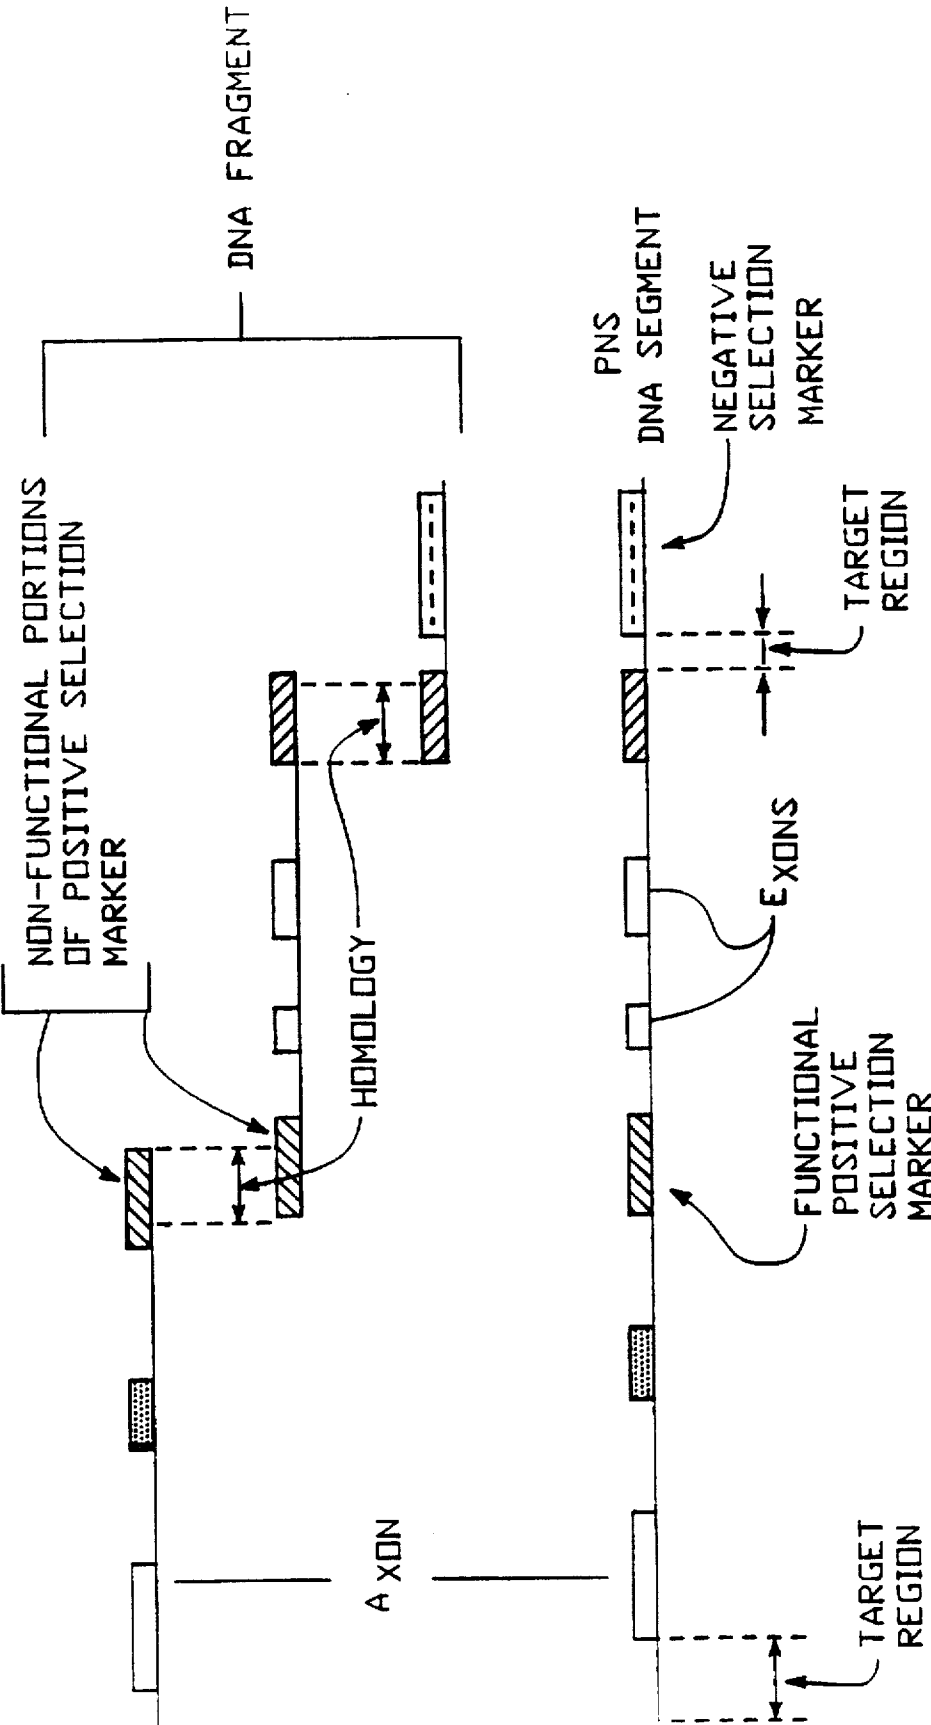 NON-FUNCTIONAL PORTIONS
OF POSITIVE SELECTION
MARKER
DNA FRAGMENT
HOMOLOGY
AXON
PNS
DNA SEGMENT
NEGATIVE
SELECTION
MARKER
TARGET
REGION
EXONS
FUNCTIONAL
POSITIVE
SELECTION
MARKER
TARGET
REGION